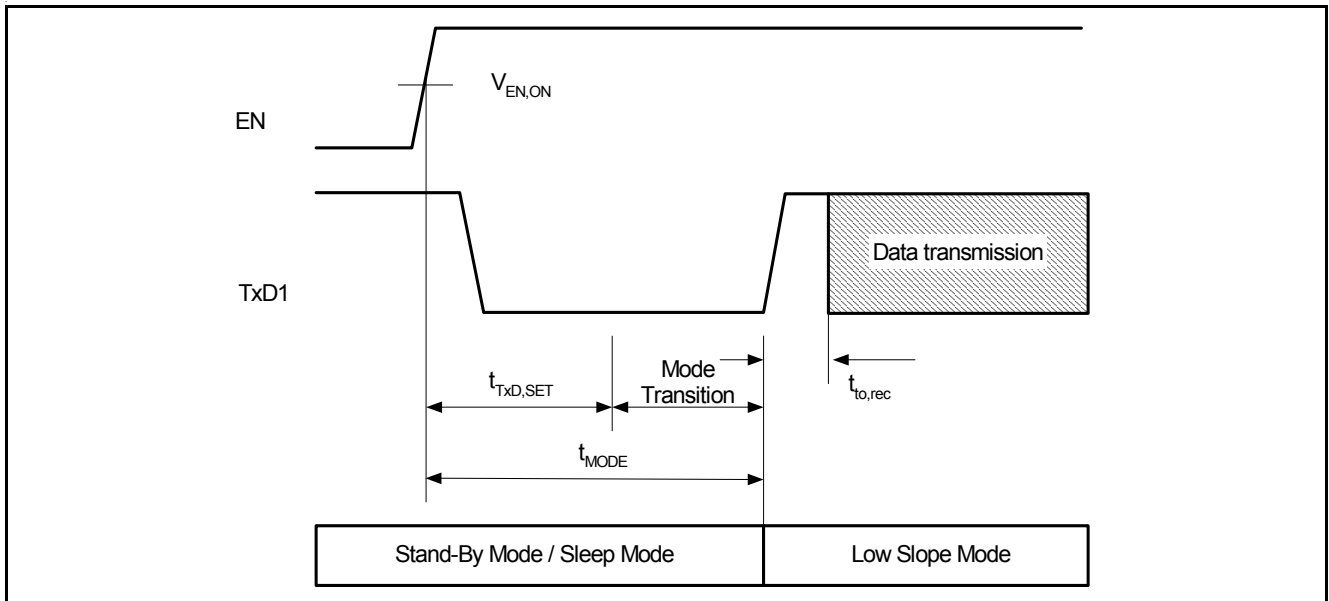 V_EN,ON
EN
Data transmission
TxD1
Mode
Transition
t_TxD,SET
t_to,rec
t_MODE
Stand-By Mode / Sleep Mode
Low Slope Mode